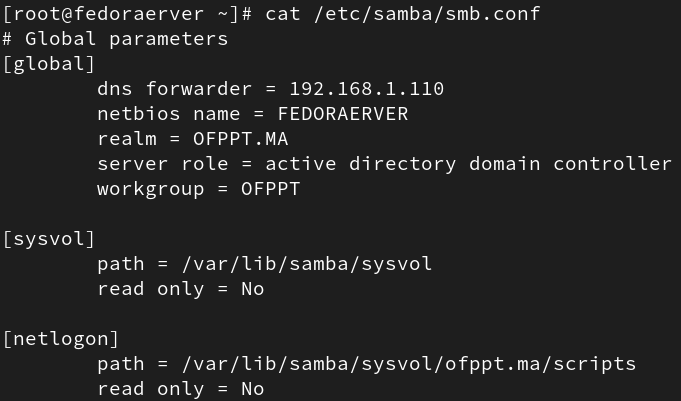 [root@fedoraerver ~]# cat /etc/samba/smb.conf
# Global parameters
[global]
dns forwarder = 192.168.1.110
netbios name = FEDORAERVER
realm = OFPPT.MA
server role = active directory domain controller
workgroup = OFPPT
[sysvol]
path = /var/lib/samba/sysvol
read only = No
[netlogon]
path = /var/lib/samba/sysvol/ofppt.ma/scripts
read only = No